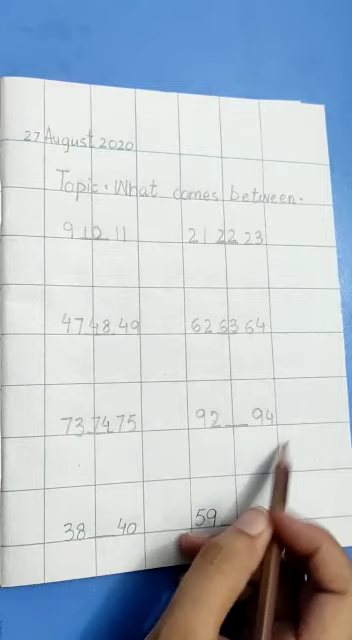 27 August 2020
Topic: What comes between.
9 10 11 21 22 23
47 48 49 62 63 64
73 74 75 92 __ 94
38 __ 40 59 __